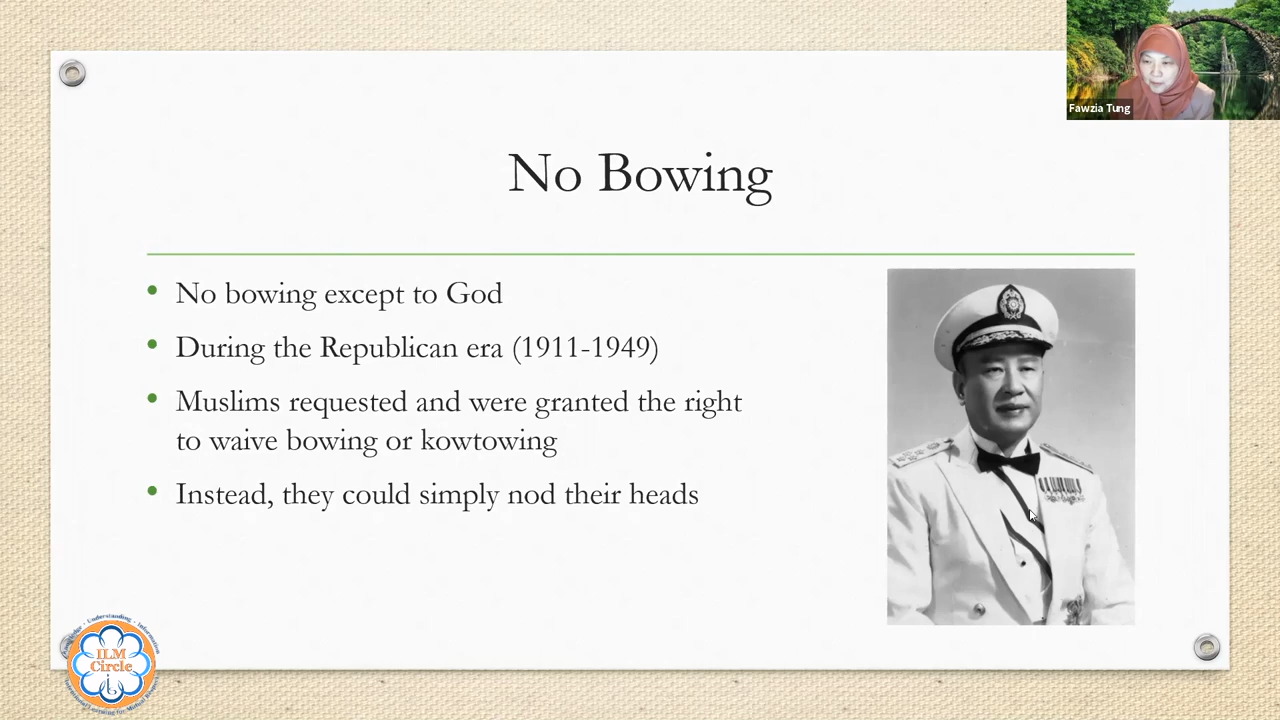 Fawzia Tung
No Bowing
No bowing except to God
During the Republican era (1911-1949)
Muslims requested and were granted the right
to waive bowing or kowtowing
Instead, they could simply nod their heads
ILM
Circle